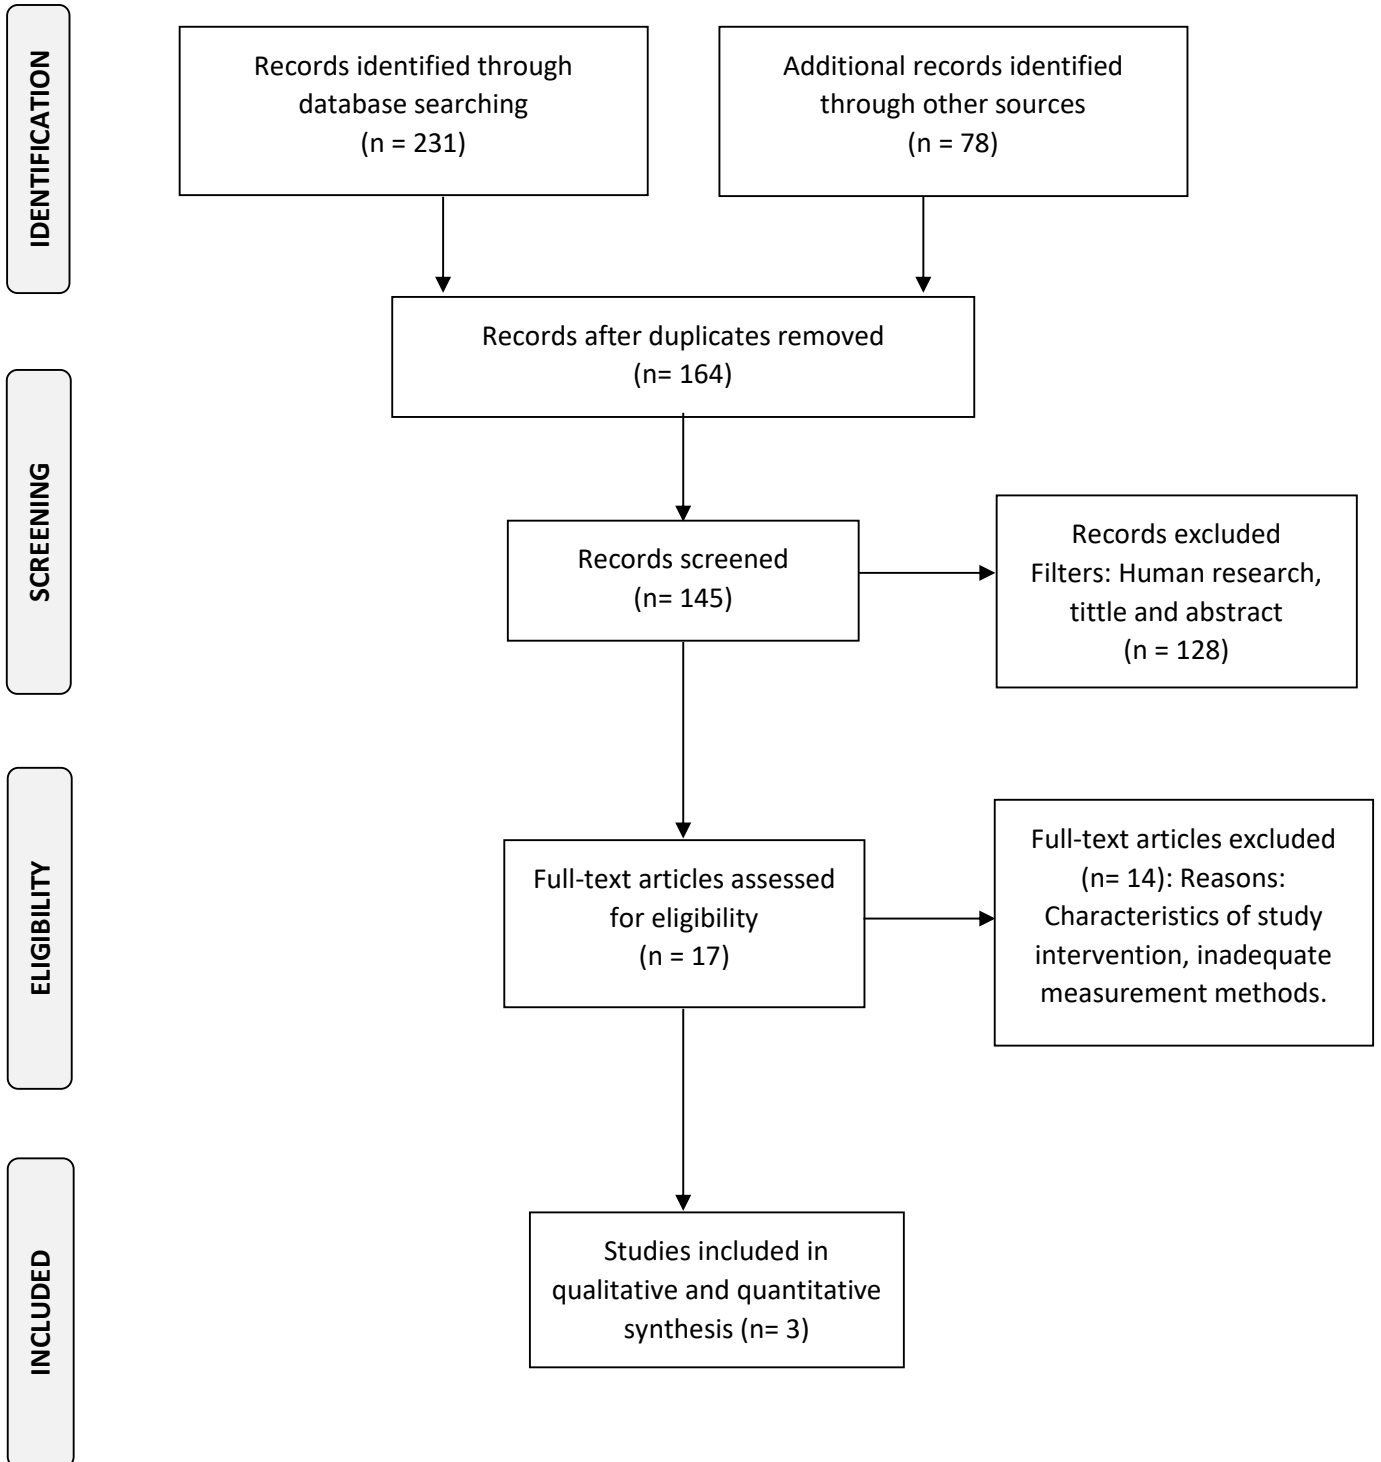 IDENTIFICATION
Records identified through
database searching
(n = 231)
Additional records identified
through other sources
(n = 78)
Records after duplicates removed
(n= 164)
SCREENING
Records screened
(n= 145)
Records excluded
Filters: Human research,
tittle and abstract
(n = 128)
ELIGIBILITY
Full-text articles assessed
for eligibility
(n = 17)
Full-text articles excluded
(n= 14): Reasons:
Characteristics of study
intervention, inadequate
measurement methods.
INCLUDED
Studies included in
qualitative and quantitative
synthesis (n= 3)